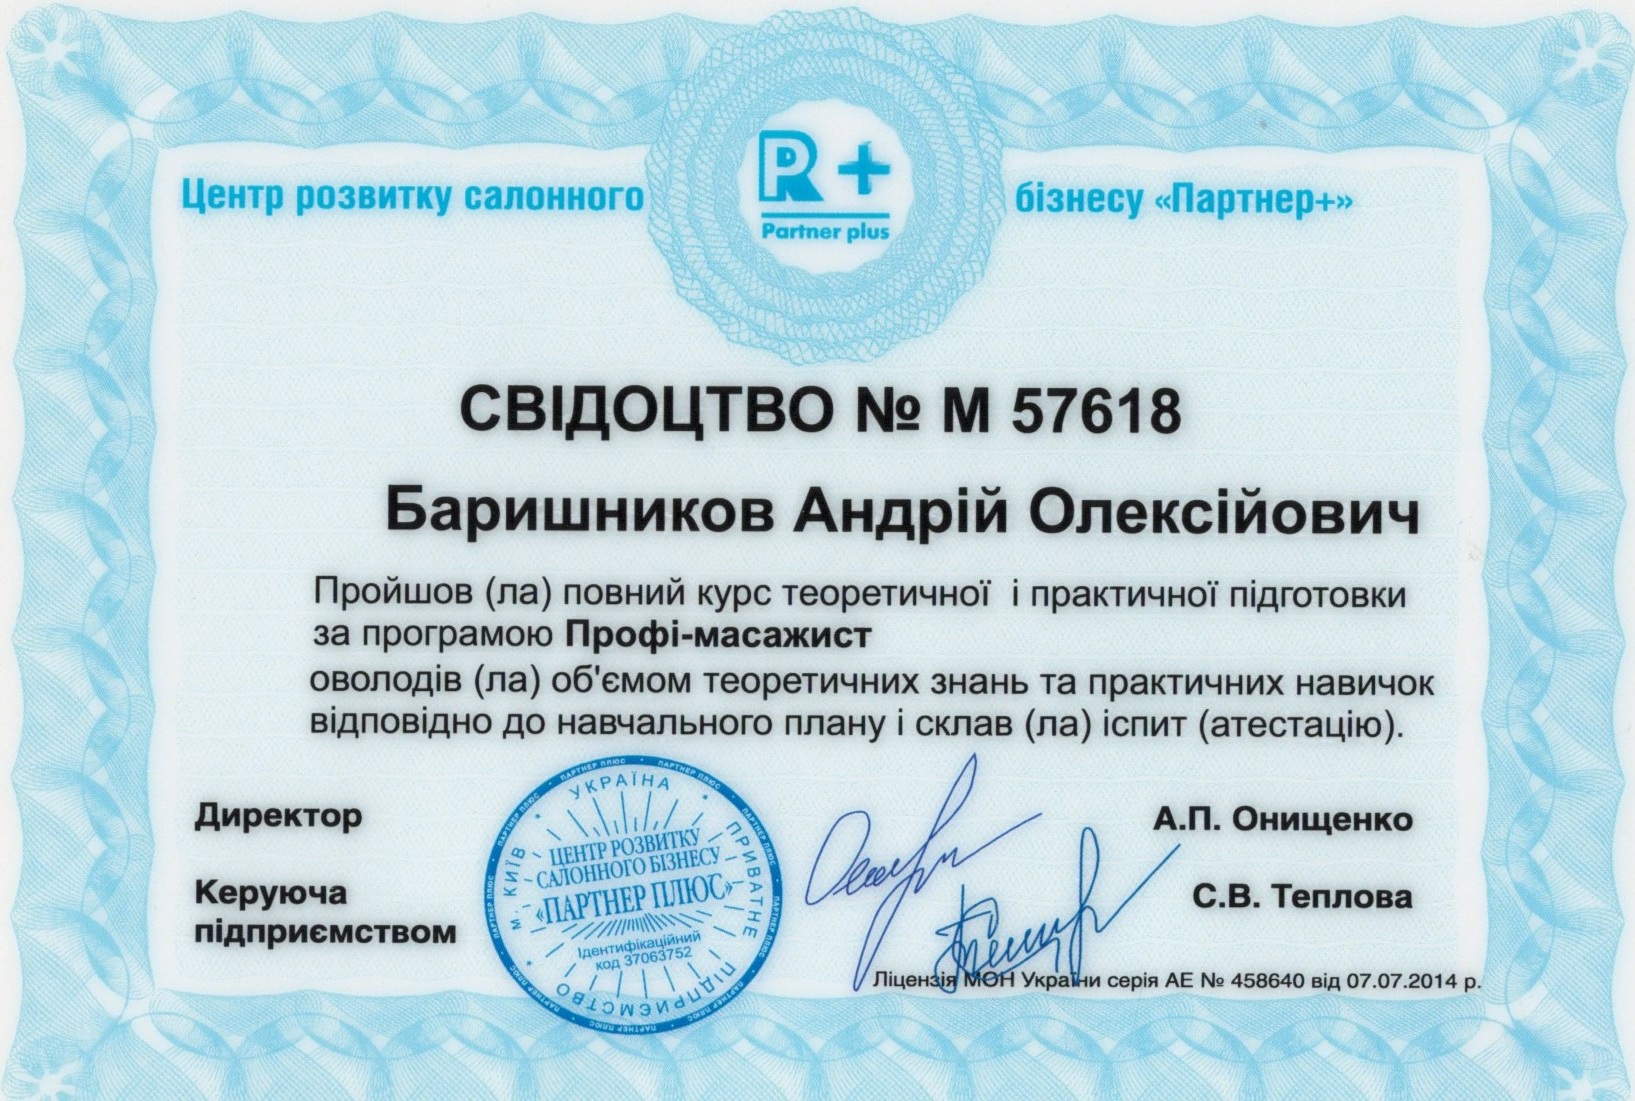 Центр розвитку салонного бізнесу «Партнер+»
P+
Partner plus
СВІДОЦТВО № М 57618
Баришников Андрій Олексійович
Пройшов (ла) повний курс теоретичної і практичної підготовки
за програмою Профі-масажист
оволодів (ла) об'ємом теоретичних знань та практичних навичок
відповідно до навчального плану і склав (ла) іспит (атестацію).
Директор
А.П. Онищенко
Керуюча
підприємством
С.В. Теплова
ПАРТНЕР ПЛЮС
УКРАЇНА
м. КИЇВ
ПРИВАТНЕ ПІДПРИЄМСТВО
ЦЕНТР РОЗВИТКУ
САЛОННОГО БІЗНЕСУ
«ПАРТНЕР ПЛЮС»
Ідентифікаційний
код 37063752
Ліцензія МОН України серія АЕ № 458640 від 07.07.2014 р.